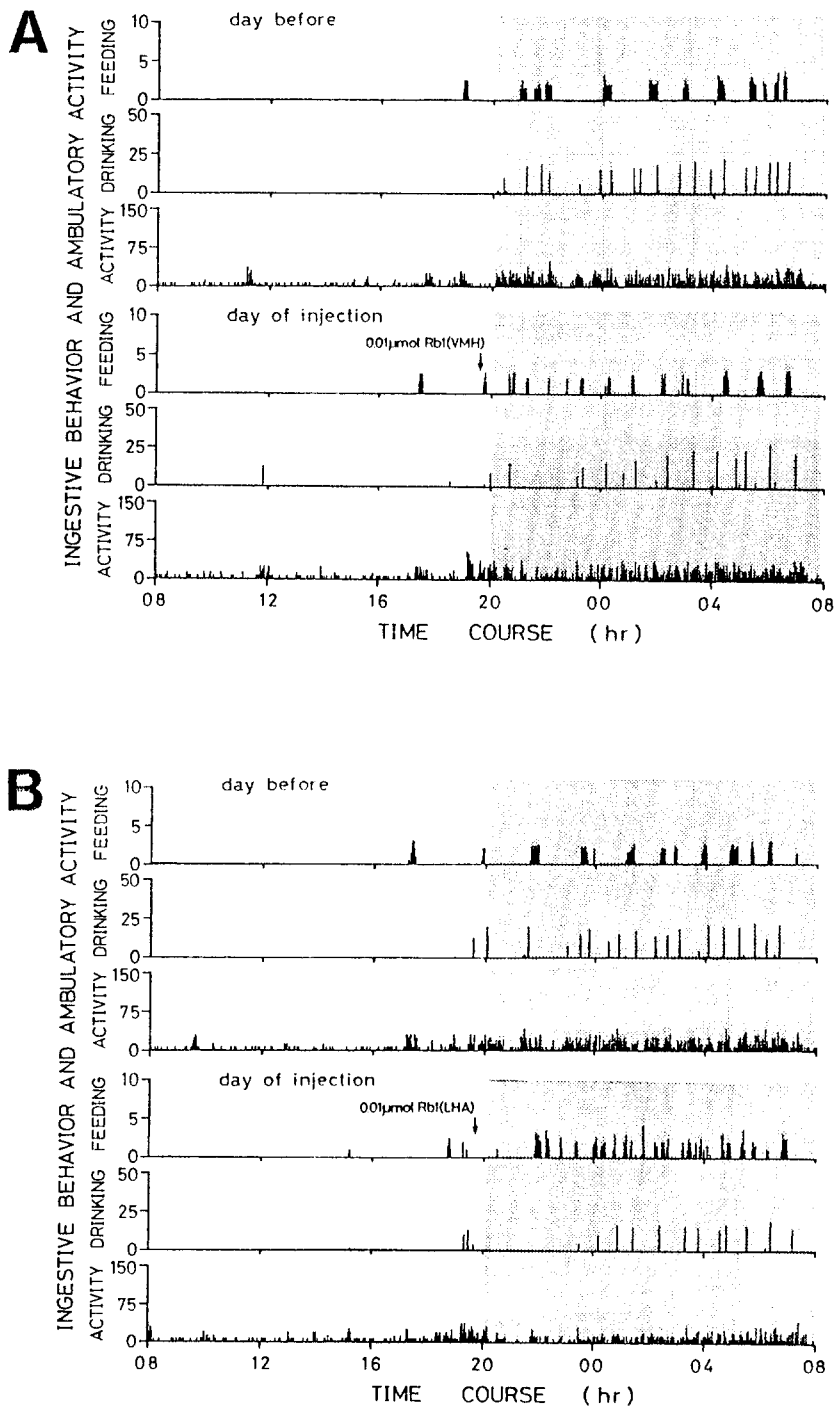 A
INGESTIVE BEHAVIOR AND AMBULATORY ACTIVITY
day before
FEEDING
10
5
0
DRINKING
50
25
0
ACTIVITY
150
75
0
day of injection
001μmol Rb1(VMH)
FEEDING
10
5
0
DRINKING
50
25
0
ACTIVITY
150
75
0
08 12 16 20 00 04 08
TIME COURSE (hr)
B
INGESTIVE BEHAVIOR AND AMBULATORY ACTIVITY
day before
FEEDING
10
5
0
DRINKING
50
25
0
ACTIVITY
150
75
0
day of injection
001μmol Rb1(LHA)
FEEDING
10
5
0
DRINKING
50
25
0
ACTIVITY
150
75
0
08 12 16 20 00 04 08
TIME COURSE (hr)